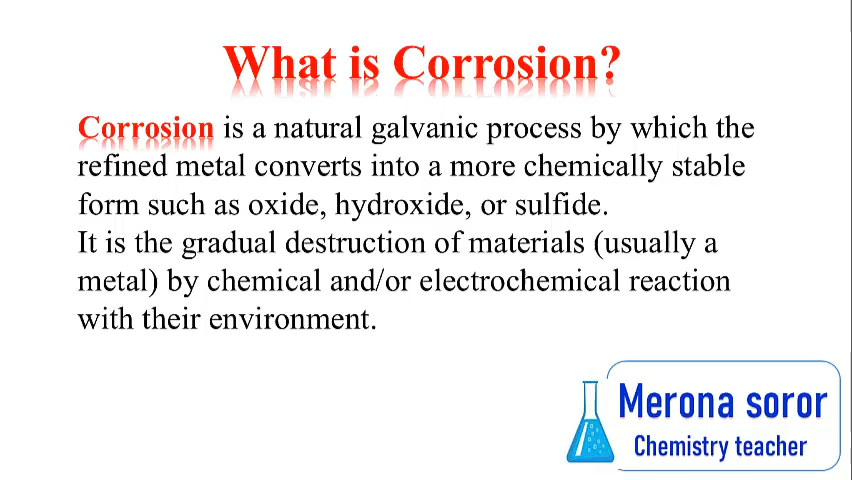 What is Corrosion?
Corrosion is a natural galvanic process by which the
refined metal converts into a more chemically stable
form such as oxide, hydroxide, or sulfide.
It is the gradual destruction of materials (usually a
metal) by chemical and/or electrochemical reaction
with their environment.
Merona soror
Chemistry teacher